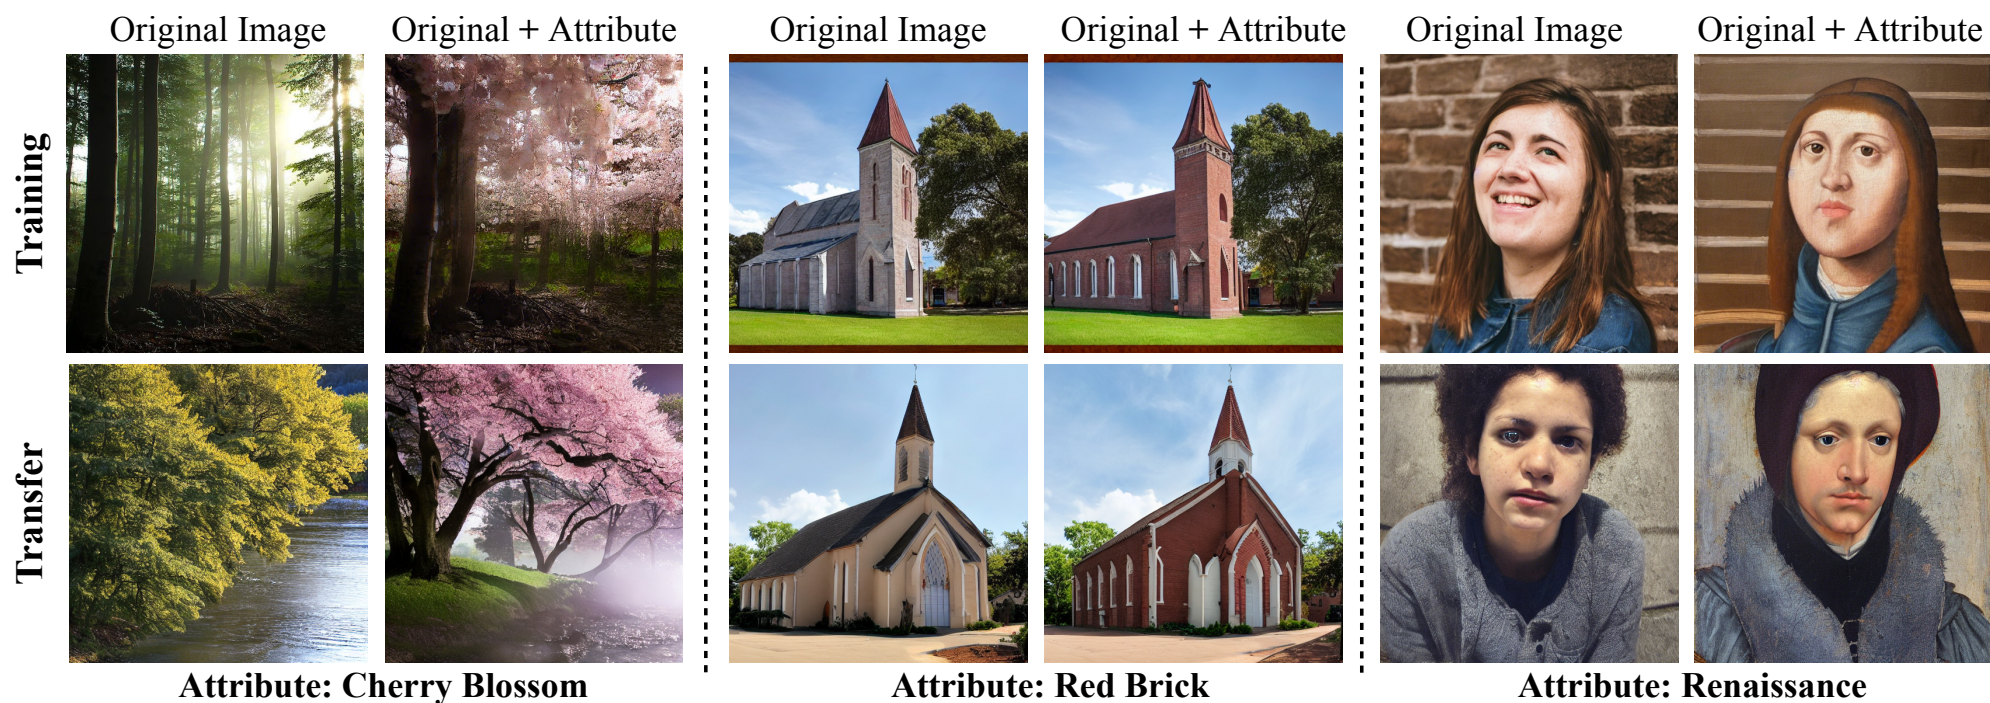 Original Image
Original + Attribute
Original Image
Original + Attribute
Original Image
Original + Attribute
Training
Transfer
Attribute: Cherry Blossom
Attribute: Red Brick
Attribute: Renaissance